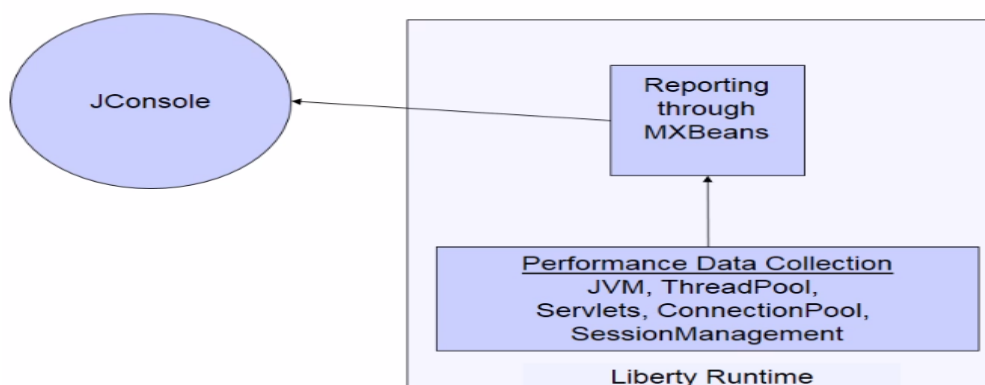 JConsole
Reporting
through
MXBeans
Performance Data Collection
JVM, ThreadPool,
Servlets, ConnectionPool,
SessionManagement
Liberty Runtime